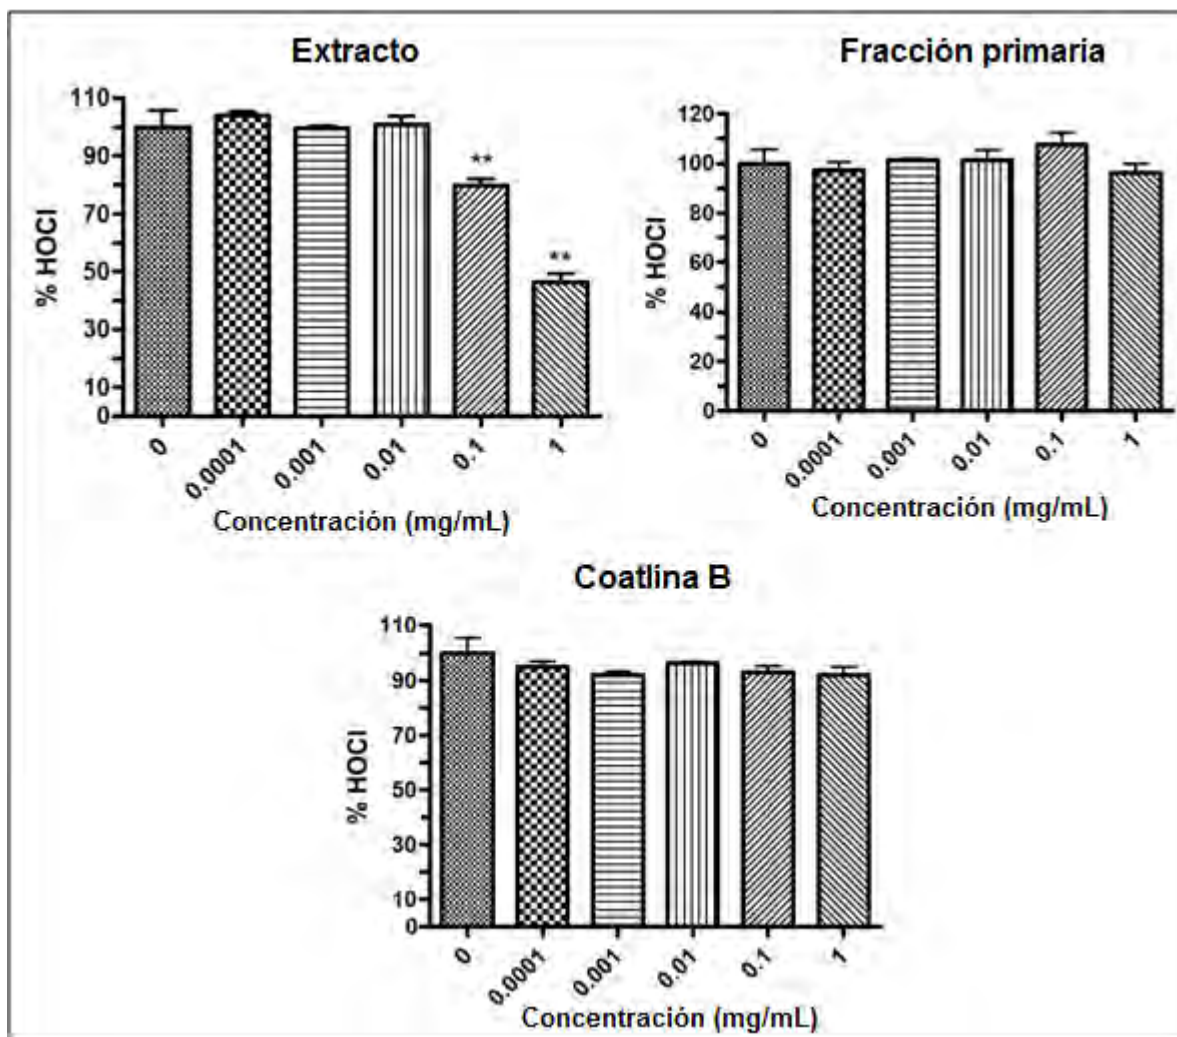 Extracto
110
90
70
50
30
10
0
% HOCl
** **
0 0.0001 0.001 0.01 0.1 1
Concentración (mg/mL)
Fracción primaria
120
100
80
60
40
20
0
% HOCl
0 0.0001 0.001 0.01 0.1 1
Concentración (mg/mL)
Coatlina B
110
90
70
50
30
10
0
% HOCl
0 0.0001 0.001 0.01 0.1 1
Concentración (mg/mL)